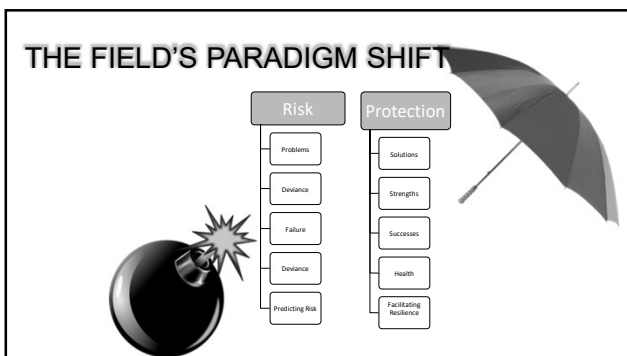 THE FIELD'S PARADIGM SHIFT
Risk
Problems
Deviance
Failure
Deviance
Predicting Risk
Protection
Solutions
Strengths
Successes
Health
Facilitating
Resilience